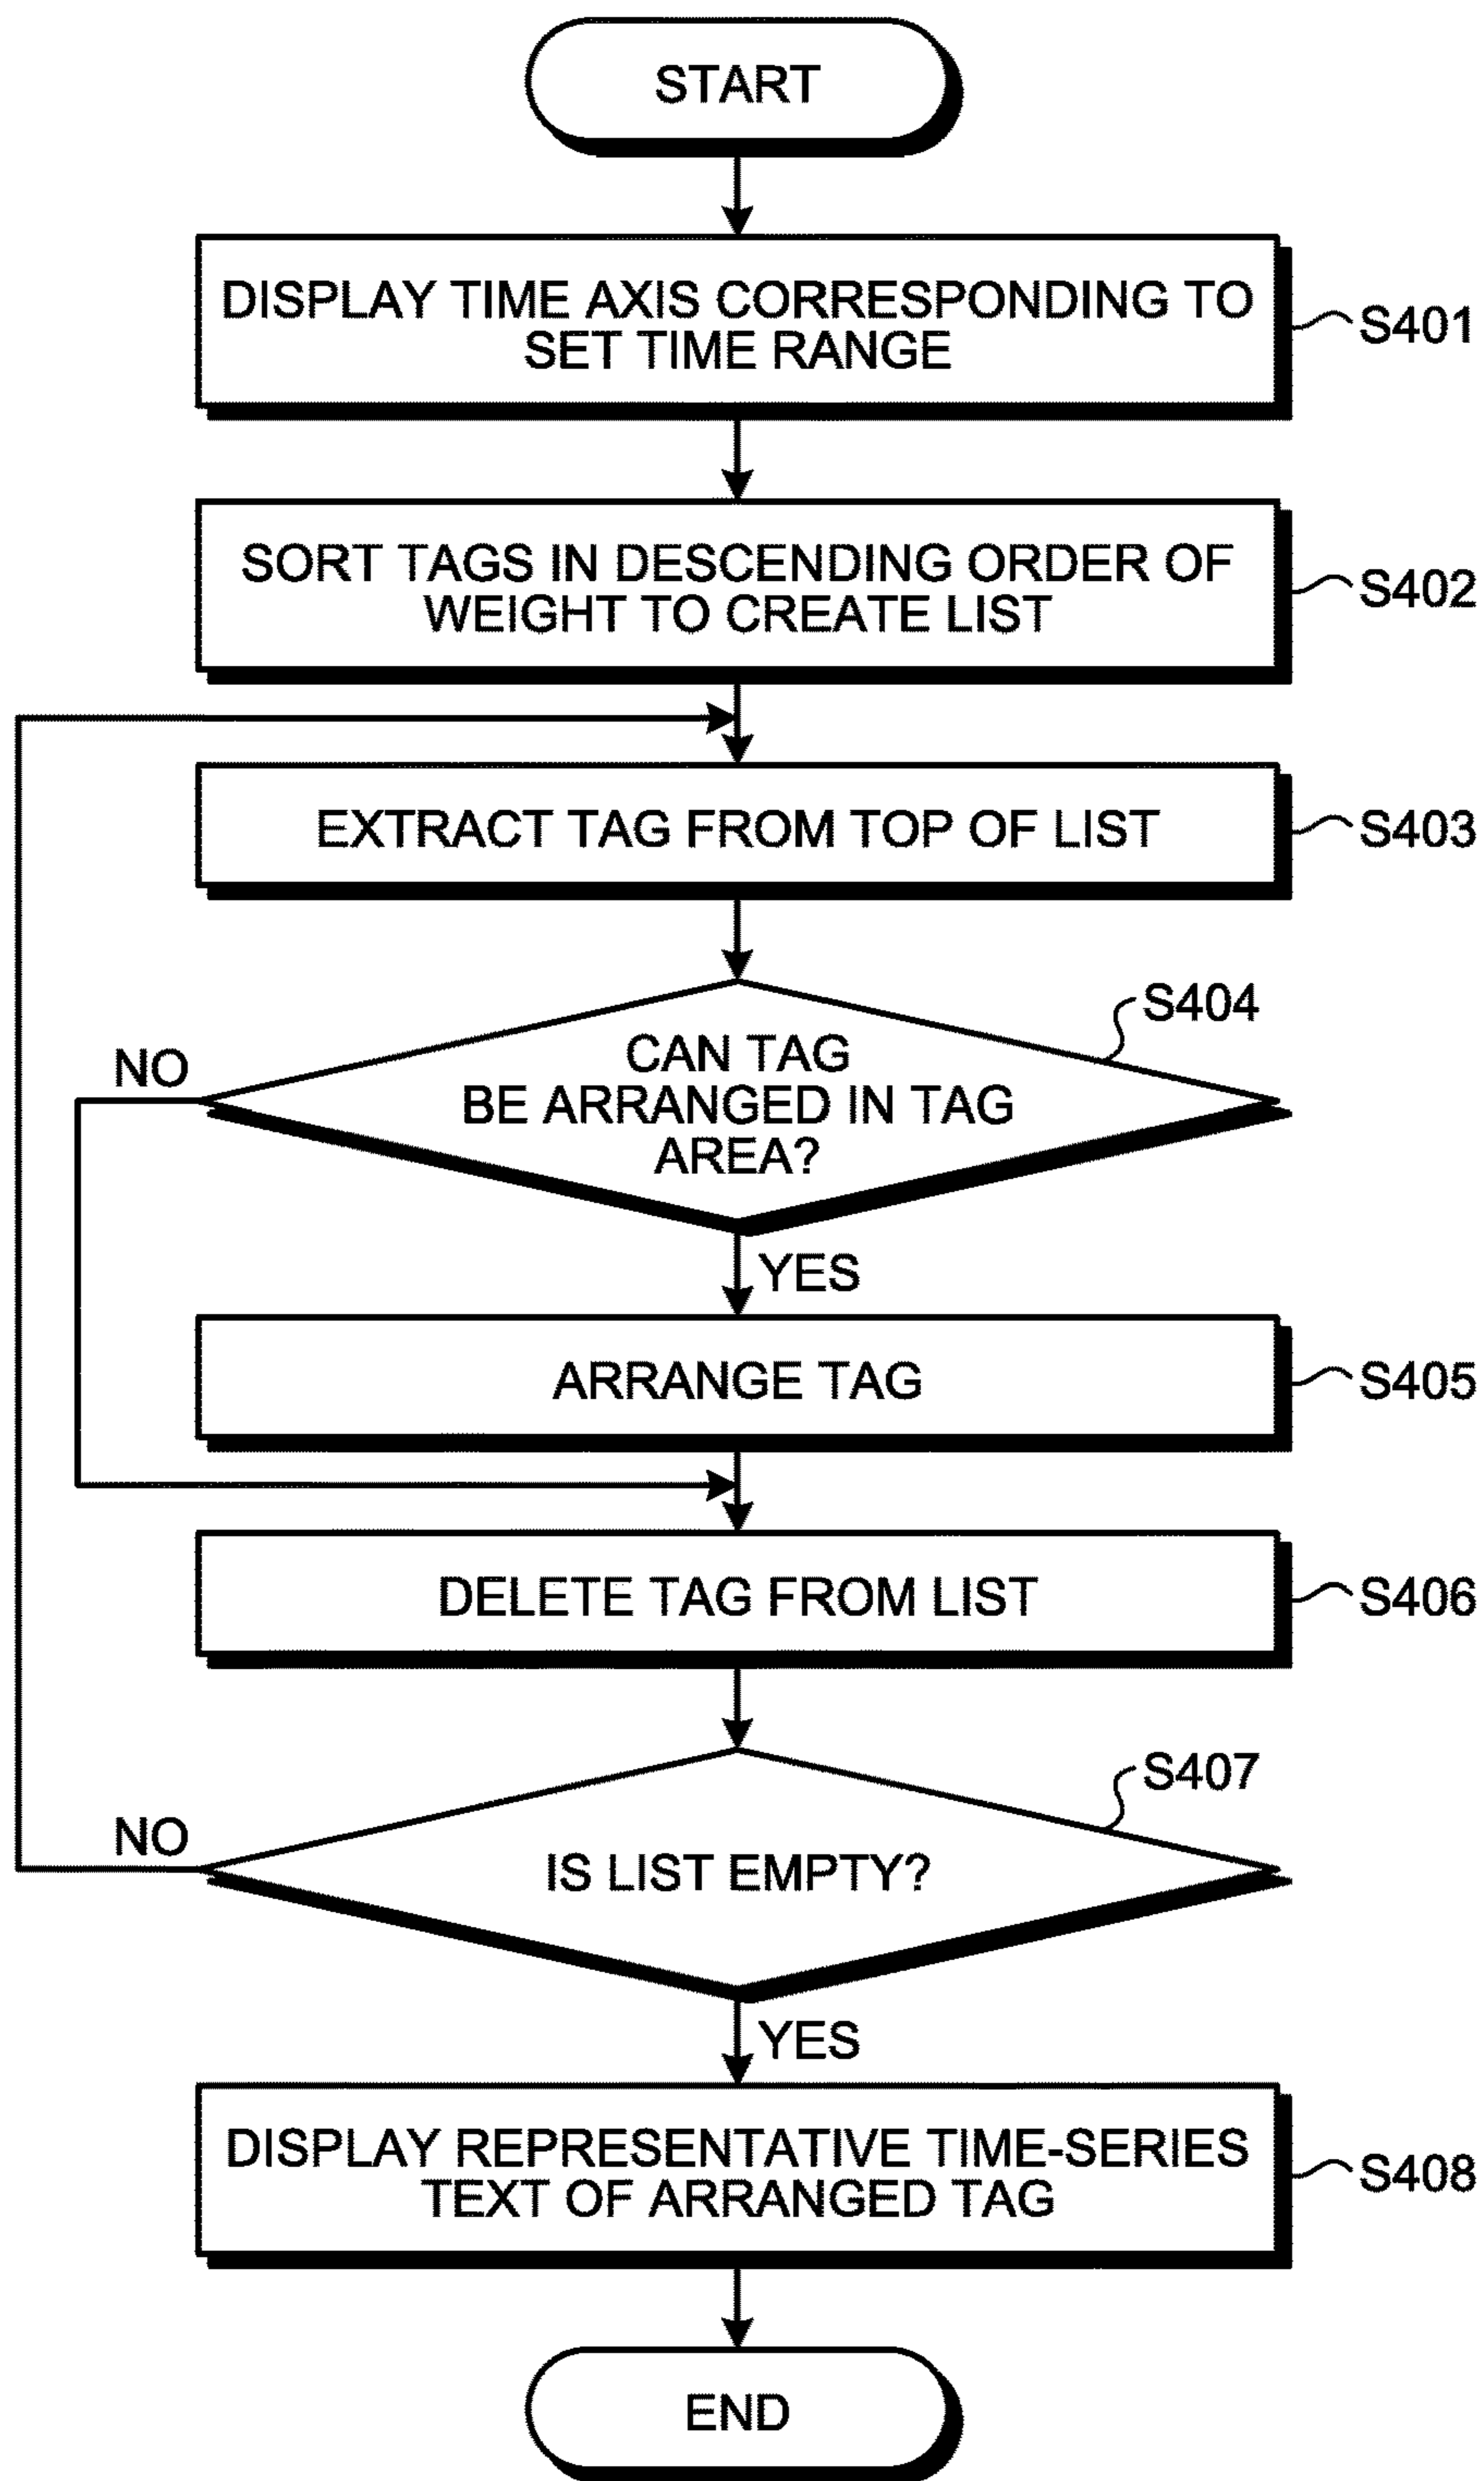 START
DISPLAY TIME AXIS CORRESPONDING TO
SET TIME RANGE
S401
SORT TAGS IN DESCENDING ORDER OF
WEIGHT TO CREATE LIST
S402
EXTRACT TAG FROM TOP OF LIST
S403
S404
CAN TAG
BE ARRANGED IN TAG
AREA?
NO
YES
ARRANGE TAG
S405
DELETE TAG FROM LIST
S406
S407
IS LIST EMPTY?
NO
YES
DISPLAY REPRESENTATIVE TIME-SERIES
TEXT OF ARRANGED TAG
S408
END